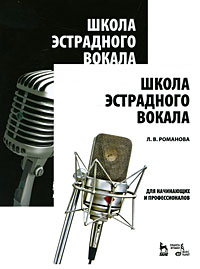 ШКОЛА
ЭСТРАДНОГО
ВОКАЛА
ШКОЛА
ЭСТРАДНОГО
ВОКАЛА
Л. В. РОМАНОВА
ДЛЯ НАЧИНАЮЩИХ
И ПРОФЕССИОНАЛОВ